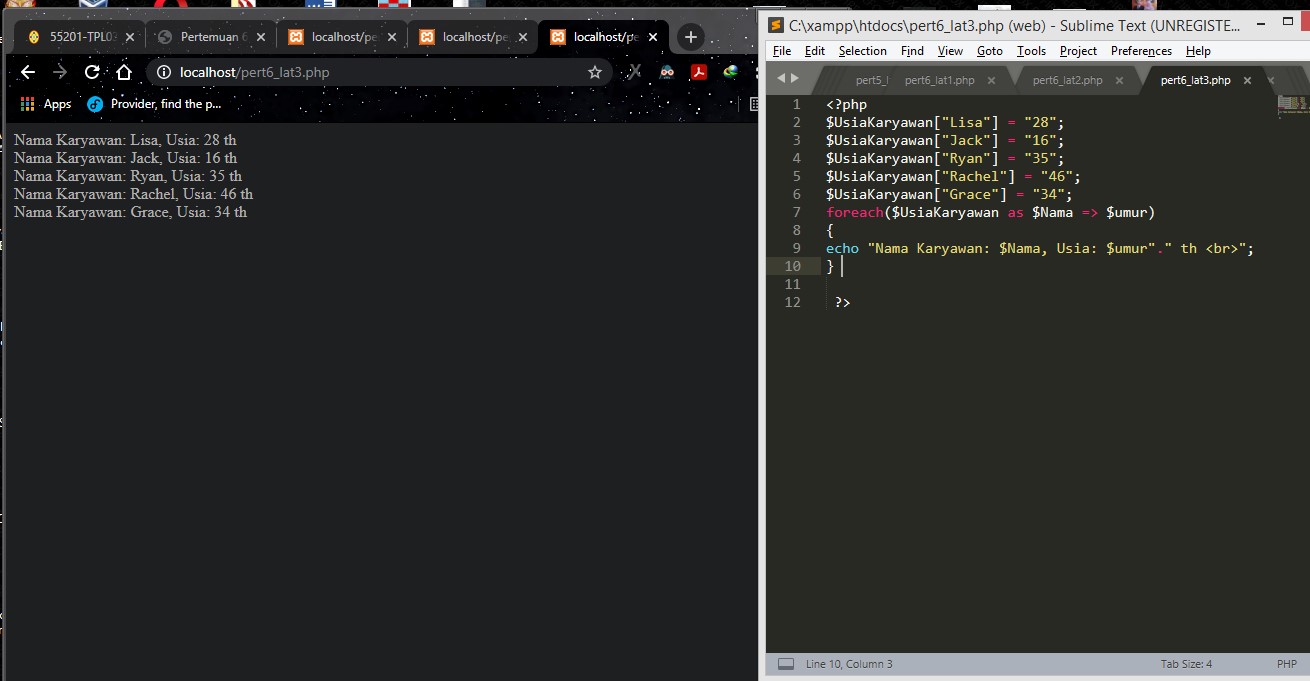 55201-TPL03
Pertemuan 6
localhost/pe
localhost/pe
localhost/pe
localhost/pert6_lat3.php
Apps
Provider, find the p...
Nama Karyawan: Lisa, Usia: 28 th
Nama Karyawan: Jack, Usia: 16 th
Nama Karyawan: Ryan, Usia: 35 th
Nama Karyawan: Rachel, Usia: 46 th
Nama Karyawan: Grace, Usia: 34 th
C:\xampp\htdocs\pert6_lat3.php (web) - Sublime Text (UNREGISTE...
File Edit Selection Find View Goto Tools Project Preferences Help
pert5_l pert6_lat1.php pert6_lat2.php pert6_lat3.php
1 <?php
2 $UsiaKaryawan["Lisa"] = "28";
3 $UsiaKaryawan["Jack"] = "16";
4 $UsiaKaryawan["Ryan"] = "35";
5 $UsiaKaryawan["Rachel"] = "46";
6 $UsiaKaryawan["Grace"] = "34";
7 foreach($UsiaKaryawan as $Nama => $umur)
8 {
9 echo "Nama Karyawan: $Nama, Usia: $umur"." th <br>";
10 }
11
12 ?>
Line 10, Column 3
Tab Size: 4
PHP